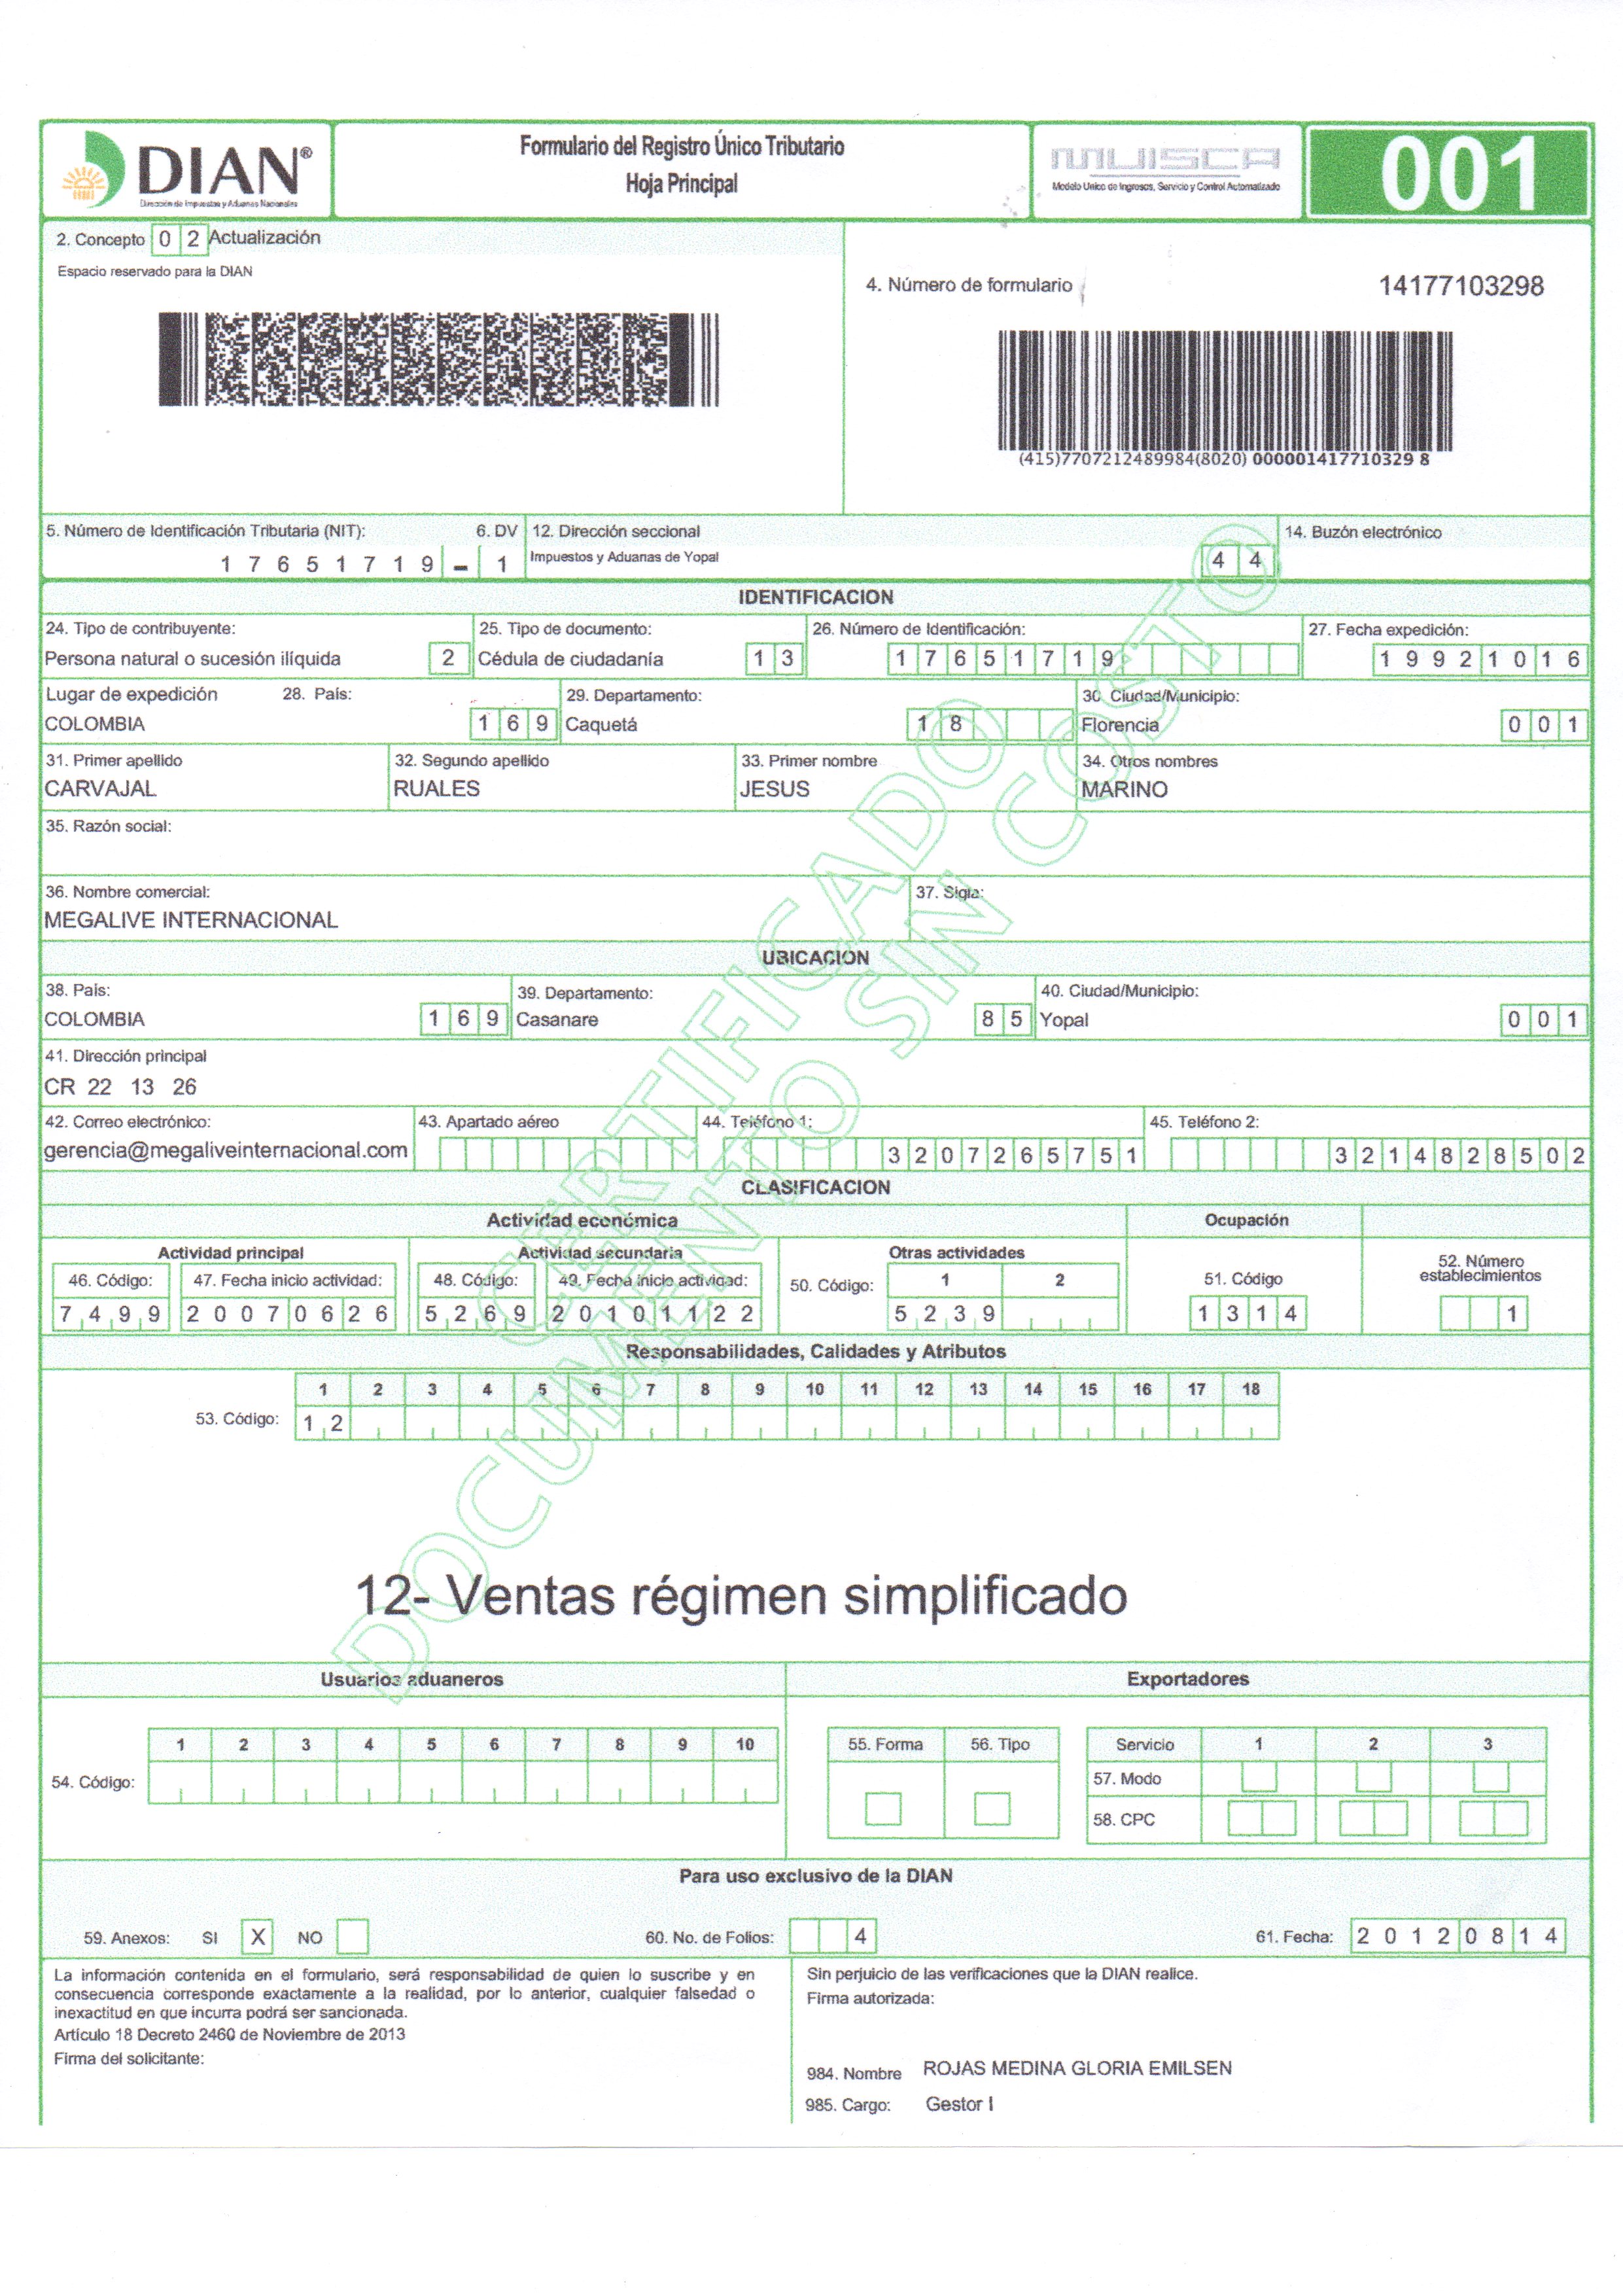 DIAN®
Dirección de Impuestos y Aduanas Nacionales
Formulario del Registro Único Tributario
Hoja Principal
MUISCA
Modelo Unico de Ingresos, Servicio y Control Automatizado
001
2. Concepto 0 2 Actualización
Espacio reservado para la DIAN
4. Número de formulario 14177103298
(415)7707212489984(8020) 000001417710329 8
5. Número de Identificación Tributaria (NIT): 6. DV 12. Dirección seccional 14. Buzón electrónico
1 7 6 5 1 7 1 9 - 1 Impuestos y Aduanas de Yopal 4 4
IDENTIFICACION
24. Tipo de contribuyente: 25. Tipo de documento: 26. Número de Identificación: 27. Fecha expedición:
Persona natural o sucesión ilíquida 2 Cédula de ciudadanía 1 3 1 7 6 5 1 7 1 9 1 9 9 2 1 0 1 6
Lugar de expedición 28. País: 29. Departamento: 30. Ciudad/Municipio:
COLOMBIA 1 6 9 Caquetá 1 8 Florencia 0 0 1
31. Primer apellido 32. Segundo apellido 33. Primer nombre 34. Otros nombres
CARVAJAL RUALES JESUS MARINO
35. Razón social:
36. Nombre comercial: 37. Sigla:
MEGALIVE INTERNACIONAL
UBICACION
38. País: 39. Departamento: 40. Ciudad/Municipio:
COLOMBIA 1 6 9 Casanare 8 5 Yopal 0 0 1
41. Dirección principal
CR 22 13 26
42. Correo electrónico: 43. Apartado aéreo 44. Teléfono 1: 45. Teléfono 2:
gerencia@megaliveinternacional.com 3 2 0 7 2 6 5 7 5 1 3 2 1 4 8 2 8 5 0 2
CLASIFICACION
Actividad económica Ocupación
Actividad principal Actividad secundaria Otras actividades 52. Número establecimientos
46. Código: 47. Fecha inicio actividad: 48. Código: 49. Fecha inicio actividad: 50. Código: 1 2 51. Código
7 4 9 9 2 0 0 7 0 6 2 6 5 2 6 9 2 0 1 0 1 1 2 2 5 2 3 9 1 3 1 4 1
Responsabilidades, Calidades y Atributos
1 2 3 4 5 6 7 8 9 10 11 12 13 14 15 16 17 18
53. Código: 1 2
12- Ventas régimen simplificado
CERTIFICADO
DOCUMENTO SIN COSTO
Usuarios aduaneros Exportadores
1 2 3 4 5 6 7 8 9 10 55. Forma 56. Tipo Servicio 1 2 3
54. Código: 57. Modo
58. CPC
Para uso exclusivo de la DIAN
59. Anexos: SI X NO 60. No. de Folios: 4 61. Fecha: 2 0 1 2 0 8 1 4
La información contenida en el formulario, será responsabilidad de quien lo suscribe y en
consecuencia corresponde exactamente a la realidad, por lo anterior, cualquier falsedad o
inexactitud en que incurra podrá ser sancionada.
Artículo 18 Decreto 2460 de Noviembre de 2013
Firma del solicitante:
Sin perjuicio de las verificaciones que la DIAN realice.
Firma autorizada:
984. Nombre ROJAS MEDINA GLORIA EMILSEN
985. Cargo: Gestor I